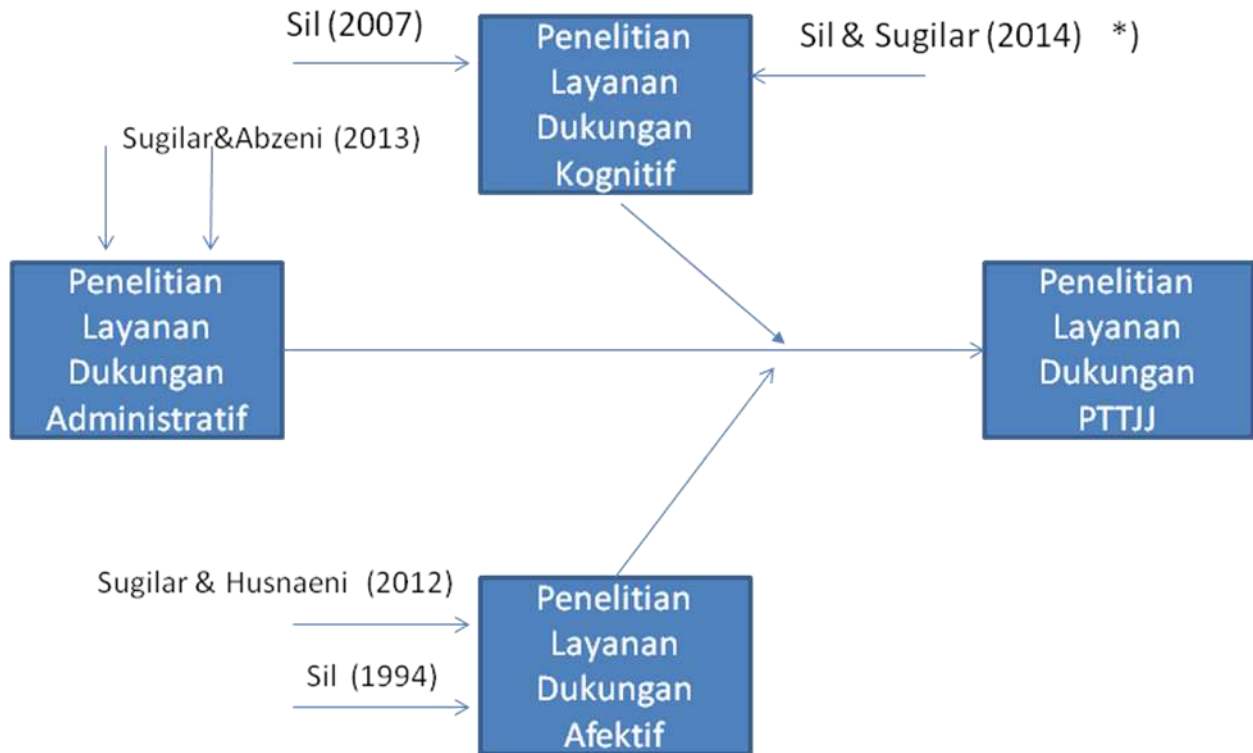 Sil (2007)
Penelitian
Layanan
Dukungan
Kognitif
Sil & Sugilar (2014) *)
Sugilar&Abzeni (2013)
Penelitian
Layanan
Dukungan
Administratif
Penelitian
Layanan
Dukungan
PTTJJ
Sugilar & Husnaeni (2012)
Sil (1994)
Penelitian
Layanan
Dukungan
Afektif